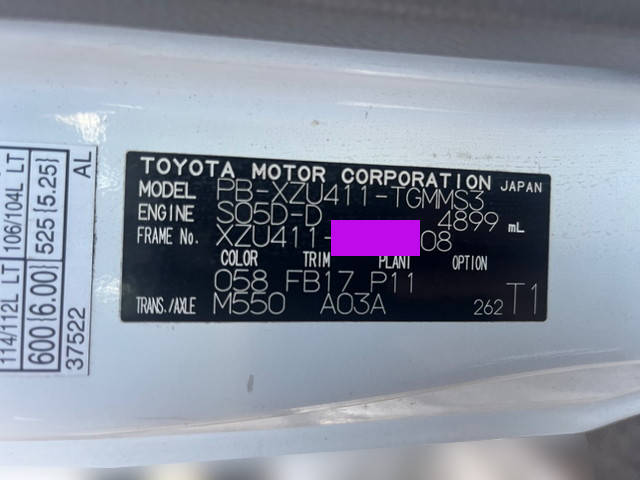 TOYOTA MOTOR CORPORATION JAPAN
MODEL PB-XZU411-TGMMS3
ENGINE S05D-D 4899 mL
FRAME No. XZU411- 08
COLOR TRIM PLANT OPTION
058 FB17 P11
TRANS./AXLE M550 A03A 262 T1
114/112L LT 106/104L LT
600(6.00) 525(5.25)
37522 AL